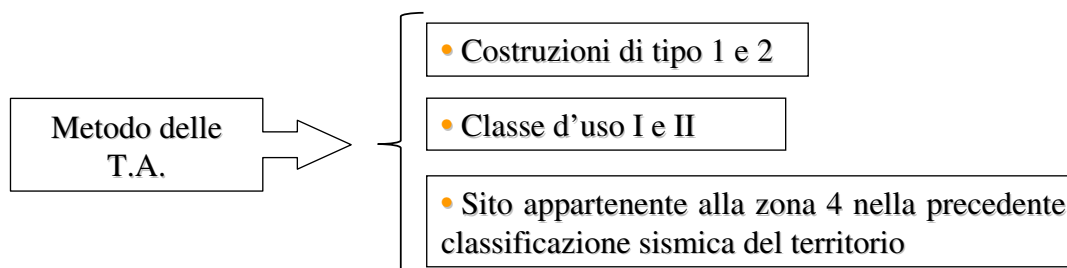 Metodo delle
T.A.
• Costruzioni di tipo 1 e 2
• Classe d'uso I e II
• Sito appartenente alla zona 4 nella precedente
classificazione sismica del territorio